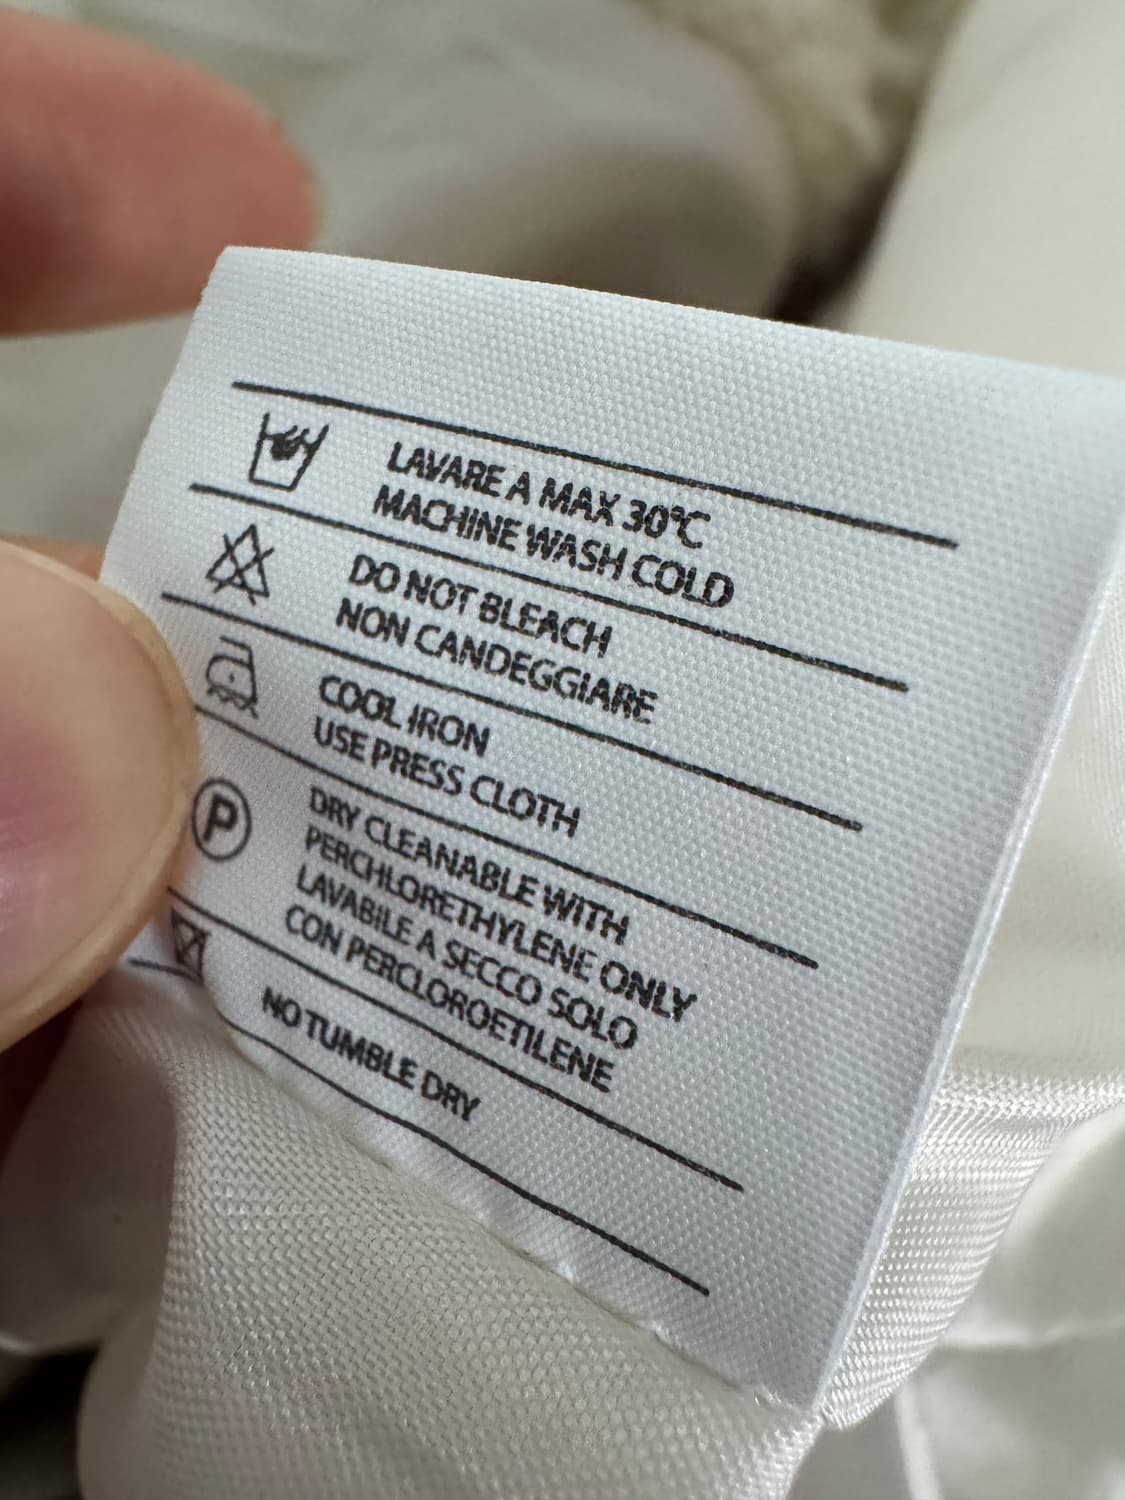 LAVARE A MAX 30°C
MACHINE WASH COLD
DO NOT BLEACH
NON CANDEGGIARE
COOL IRON
USE PRESS CLOTH
P
DRY CLEANABLE WITH
PERCHLORETHYLENE ONLY
LAVABILE A SECCO SOLO
CON PERCLOROETILENE
NO TUMBLE DRY